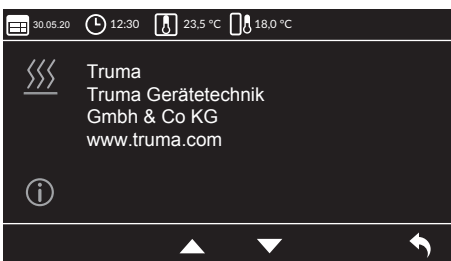 30.05.20 12:30 23,5 °C 18,0 °C
Truma
Truma Gerätetechnik
Gmbh & Co KG
www.truma.com